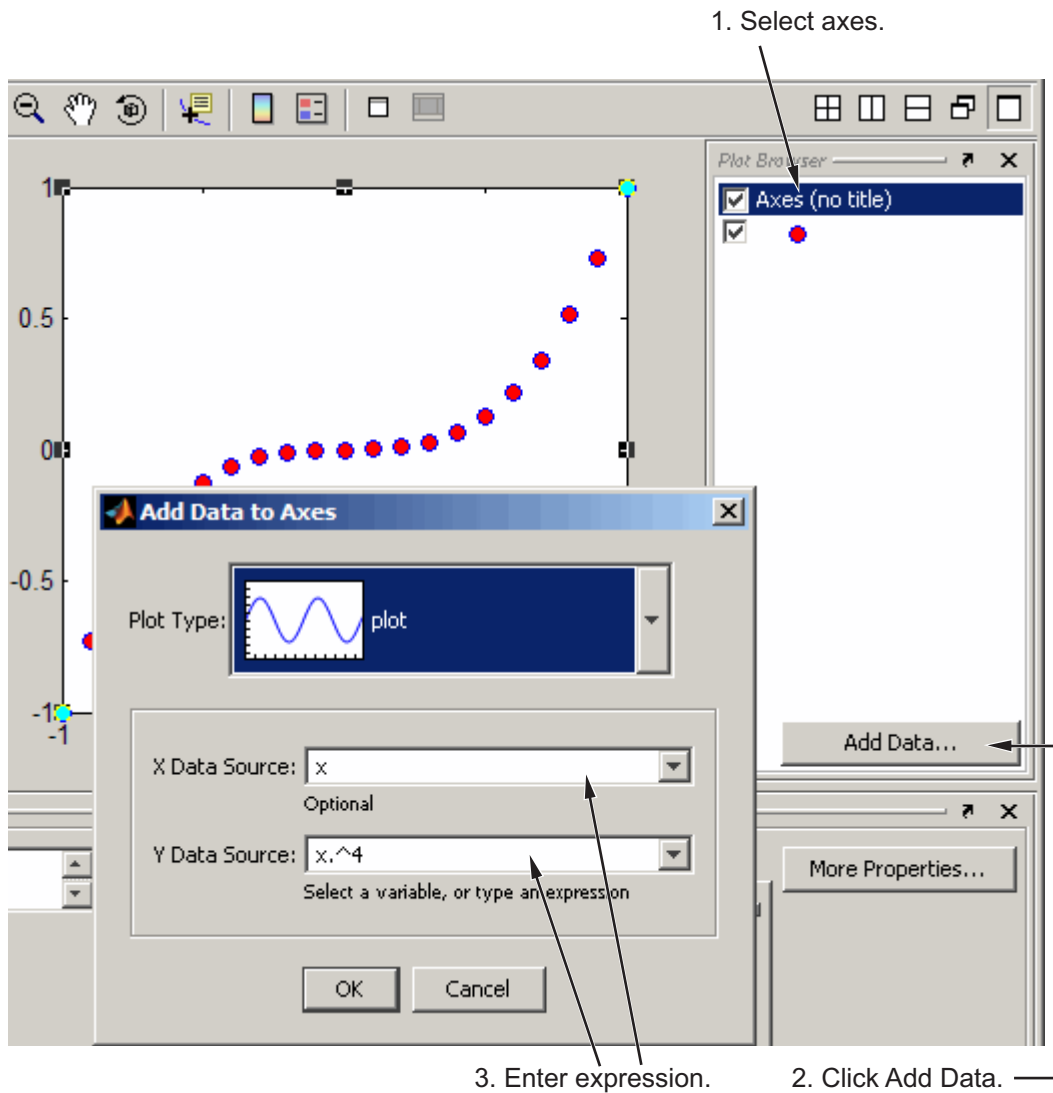 1. Select axes.
Plot Browser
Axes (no title)
1
0.5
0
-0.5
-1
-1
Add Data to Axes
Plot Type:
plot
X Data Source:
x
Optional
Y Data Source:
x.^4
Select a variable, or type an expression
OK
Cancel
Add Data...
More Properties...
3. Enter expression.
2. Click Add Data.